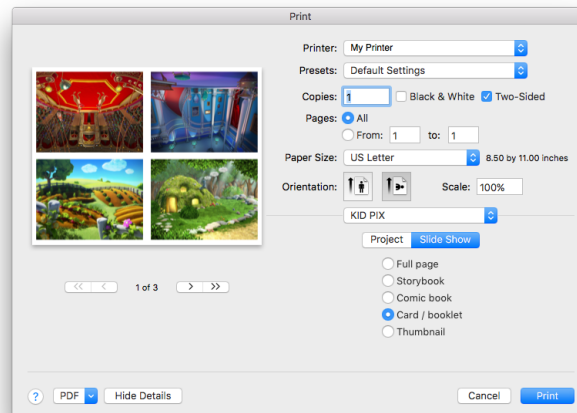 Print
Printer: My Printer
Presets: Default Settings
Copies: 1 Black & White Two-Sided
Pages: All
From: 1 to: 1
Paper Size: US Letter 8.50 by 11.00 inches
Orientation: Scale: 100%
KID PIX
Project Slide Show
Full page
Storybook
Comic book
Card / booklet
Thumbnail
<< < 1 of 3 > >>
? PDF Hide Details Cancel Print